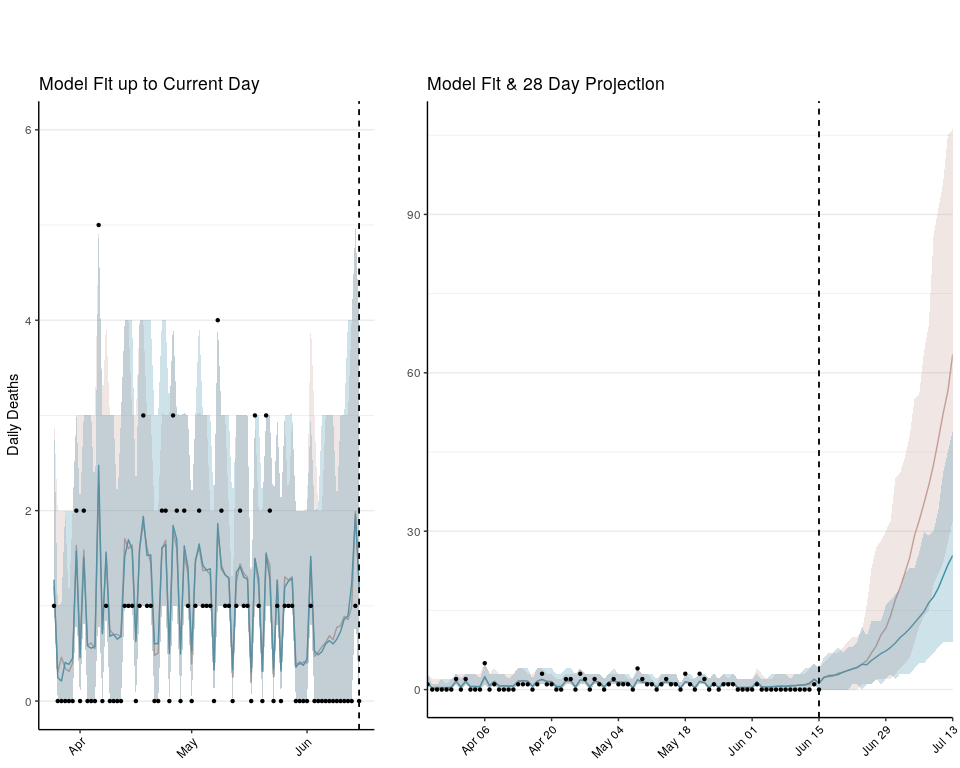 Model Fit up to Current Day
Model Fit & 28 Day Projection
Daily Deaths
6
4
2
0
Apr
May
Jun
90
60
30
0
Apr 06
Apr 20
May 04
May 18
Jun 01
Jun 15
Jun 29
Jul 13